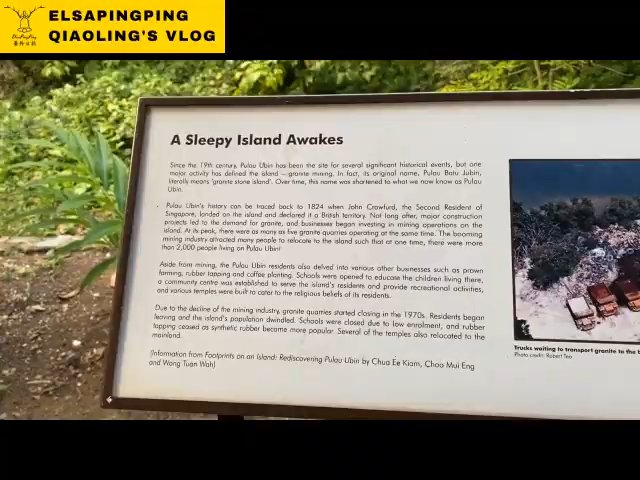 ELSAPINGPING
QIAOLING'S VLOG
A Sleepy Island Awakes
Since the 19th century, Pulau Ubin has been the site for several significant historical events, but one
major activity has defined the island – granite mining. In fact, its original name, Pulau Batu Jubin,
literally means 'granite stone island'. Over time, this name was shortened to what we now know as Pulau
Ubin.
Pulau Ubin's history can be traced back to 1824 when John Crawfurd, the Second Resident of
Singapore, landed on the island and declared it a British territory. Not long after, major construction
projects led to the demand for granite, and businesses began investing in mining operations on the
island. At its peak, there were as many as five granite quarries operating at the same time. The booming
mining industry attracted many people to relocate to the island such that at one time, there were more
than 2,000 people living on Pulau Ubin!
Aside from mining, the Pulau Ubin residents also delved into various other businesses such as prawn
farming, rubber tapping and coffee planting. Schools were opened to educate the children living there,
a community centre was established to serve the island's residents and provide recreational activities,
and various temples were built to cater to the religious beliefs of its residents.
Due to the decline of the mining industry, granite quarries started closing in the 1970s. Residents began
leaving and the island's population dwindled. Schools were closed due to low enrolment, and rubber
tapping ceased as synthetic rubber became more popular. Several of the temples also relocated to the
mainland.
(Information from Footprints on an Island: Rediscovering Pulau Ubin by Chua Ee Kiam, Choo Mui Eng
and Wong Tuan Wah)
Trucks waiting to transport granite to the
Photo credit: Robert Teo